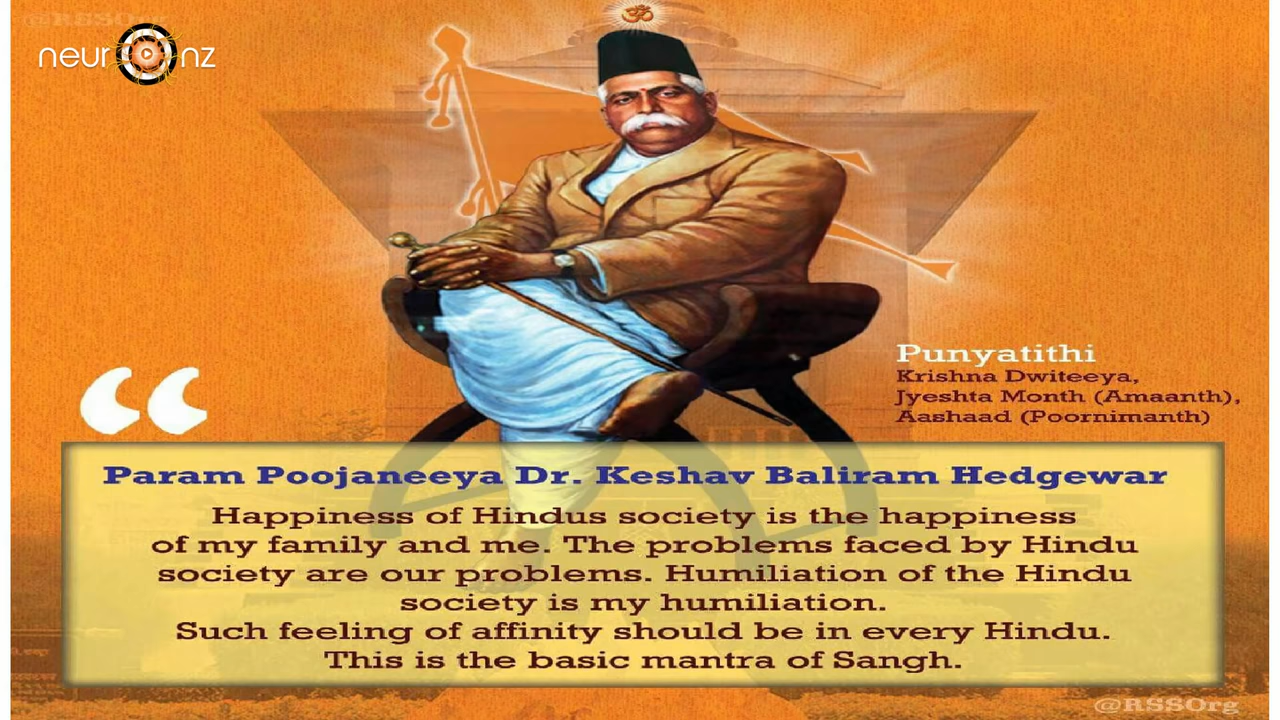 @RSSOrg
neuronz
ॐ
Punyatithi
Krishna Dwiteeya,
Jyeshta Month (Amaanth),
Aashaad (Poornimanth)
“
Param Poojaneeya Dr. Keshav Baliram Hedgewar
Happiness of Hindus society is the happiness
of my family and me. The problems faced by Hindu
society are our problems. Humiliation of the Hindu
society is my humiliation.
Such feeling of affinity should be in every Hindu.
This is the basic mantra of Sangh.
@RSSOrg